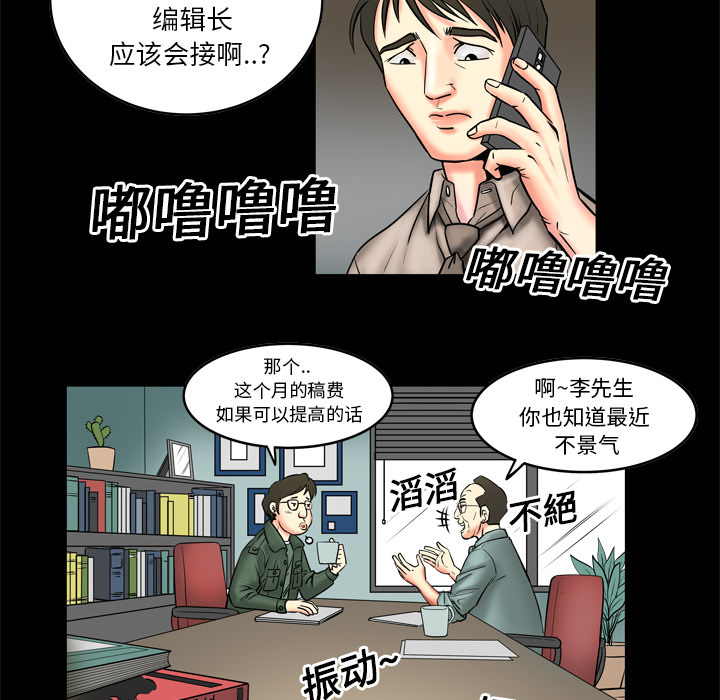 编辑长
应该会接啊..?
嘟噜噜噜
嘟噜噜噜
那个..
这个月的稿费
如果可以提高的话
啊~李先生
你也知道最近
不景气
滔滔
不絕
振动~